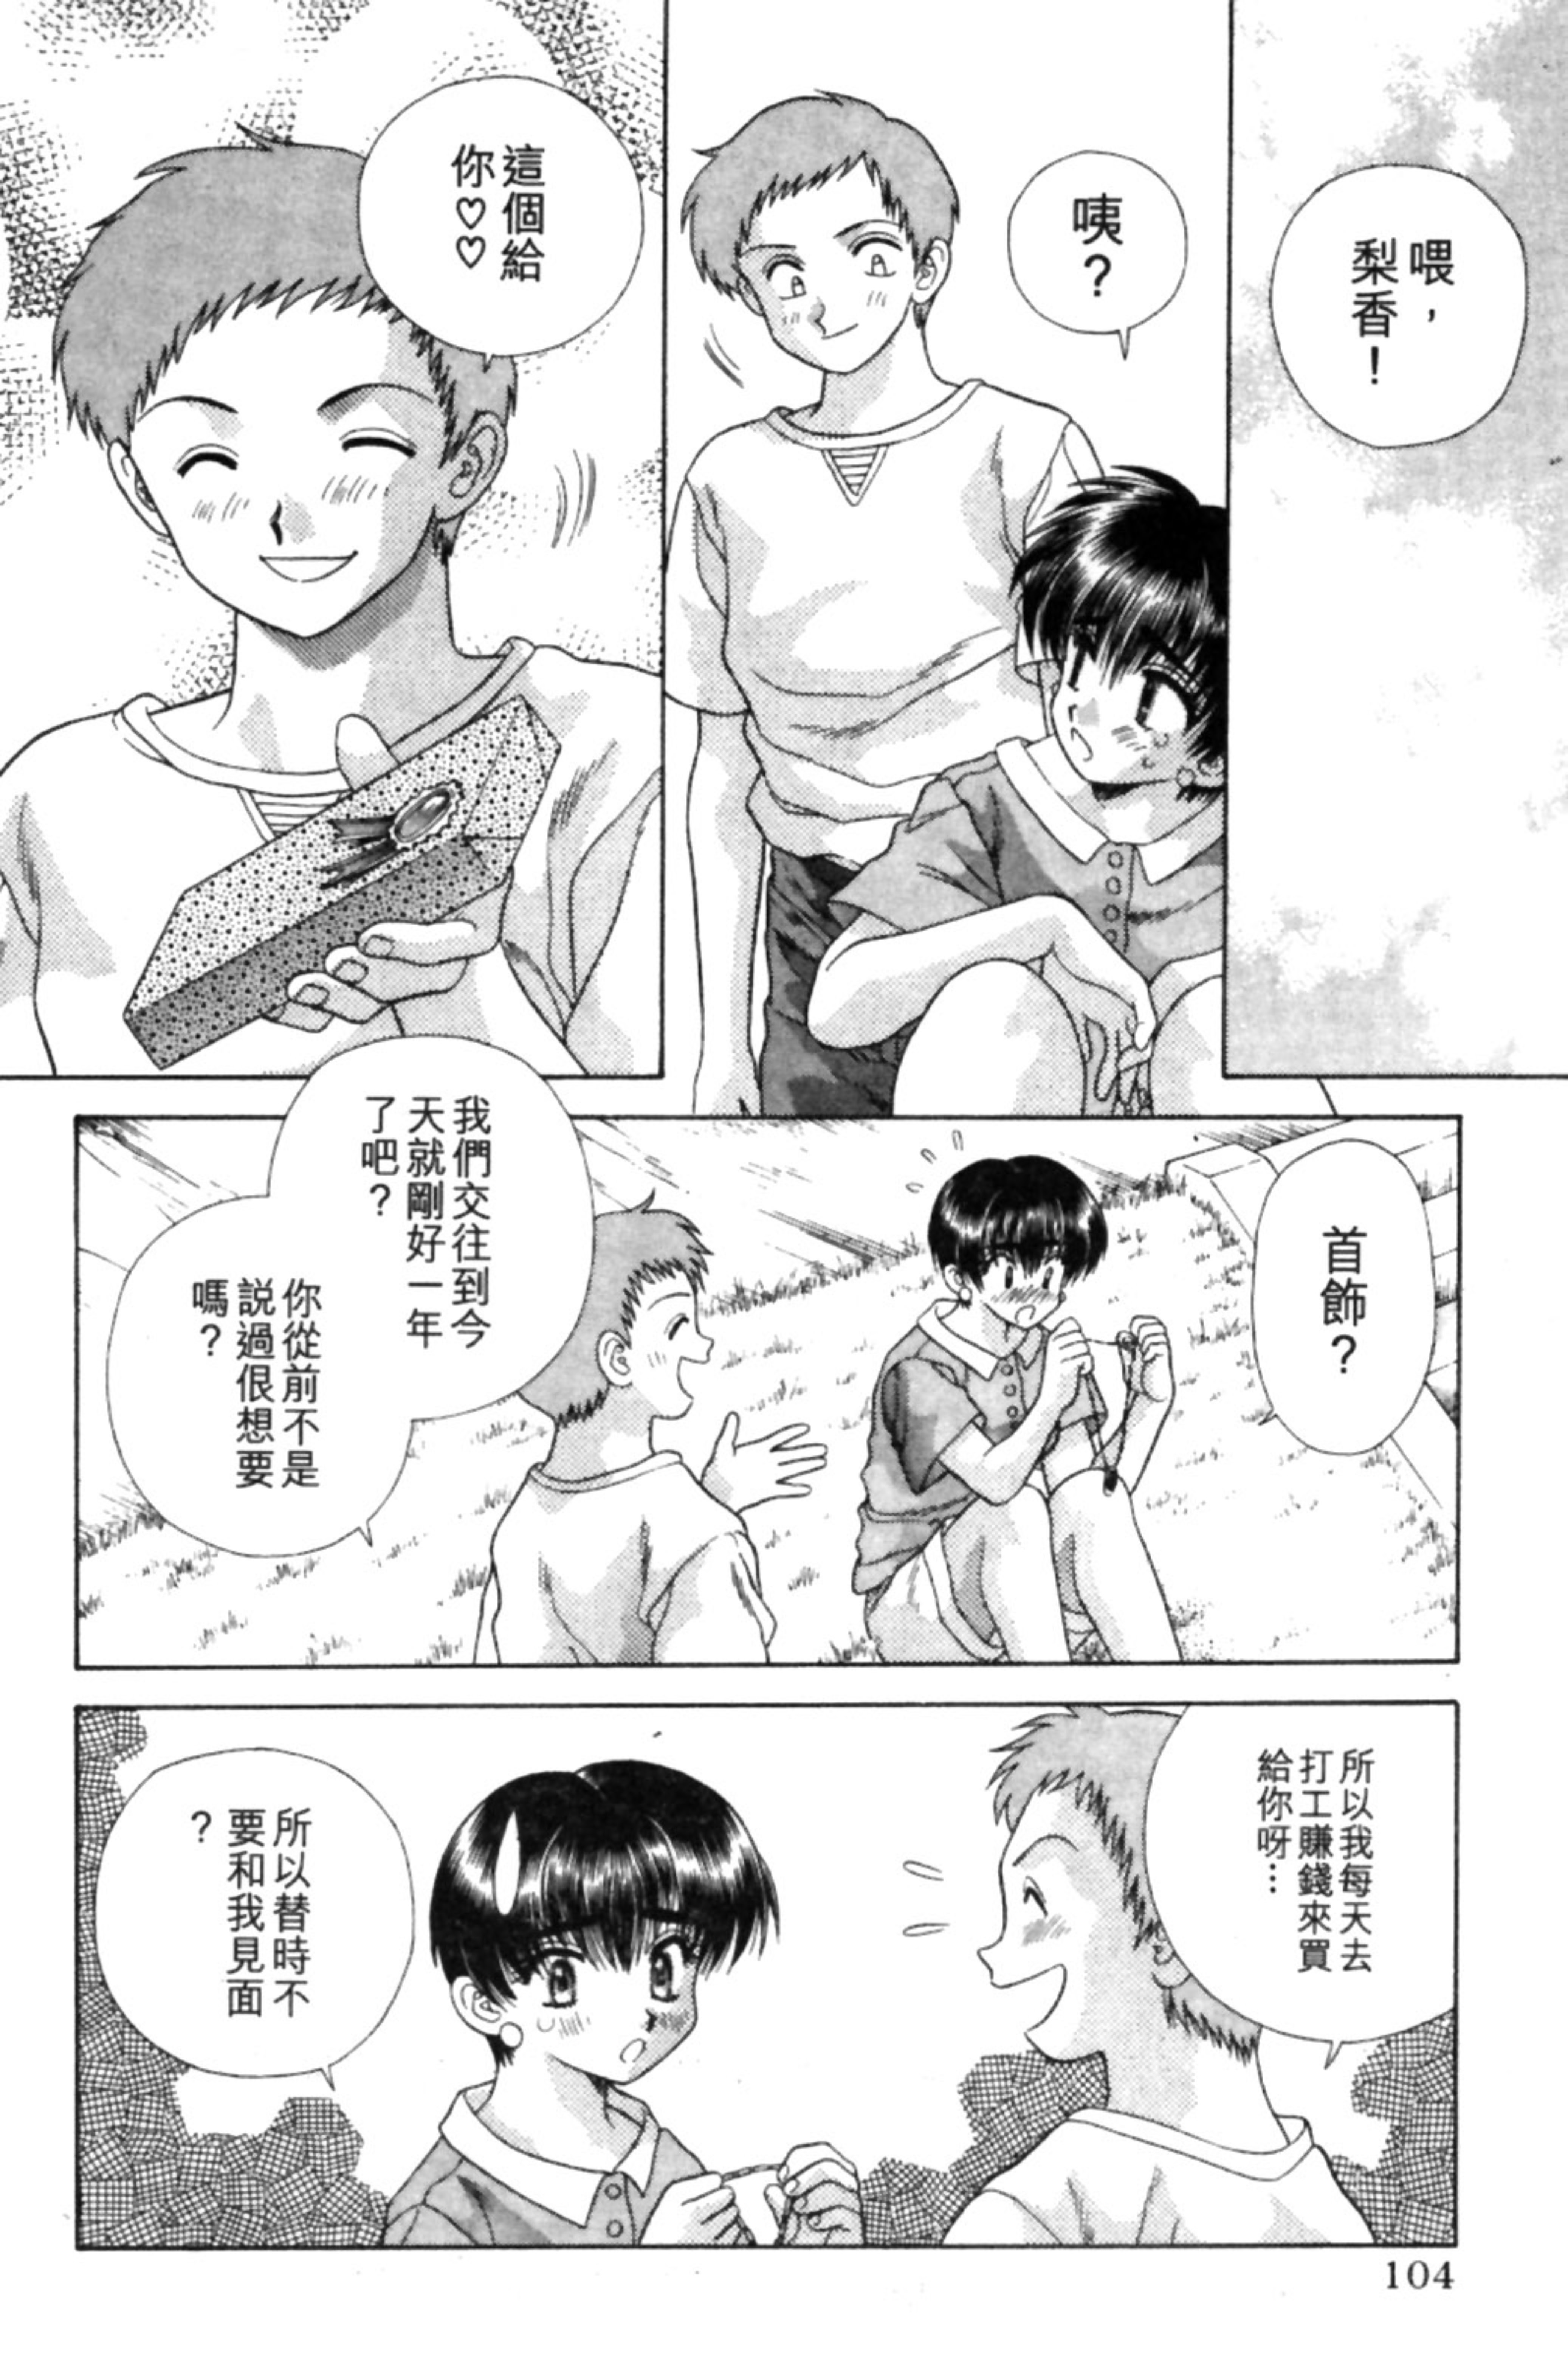 喂，
梨香！
咦？
這個給
你♡♡
首飾？
我們交往到今
天就剛好一年
了吧？
你從前不是
説過很想要
嗎？
所以我每天去
打工賺錢來買
給你呀…
所以替時不
要和我見面
？
104